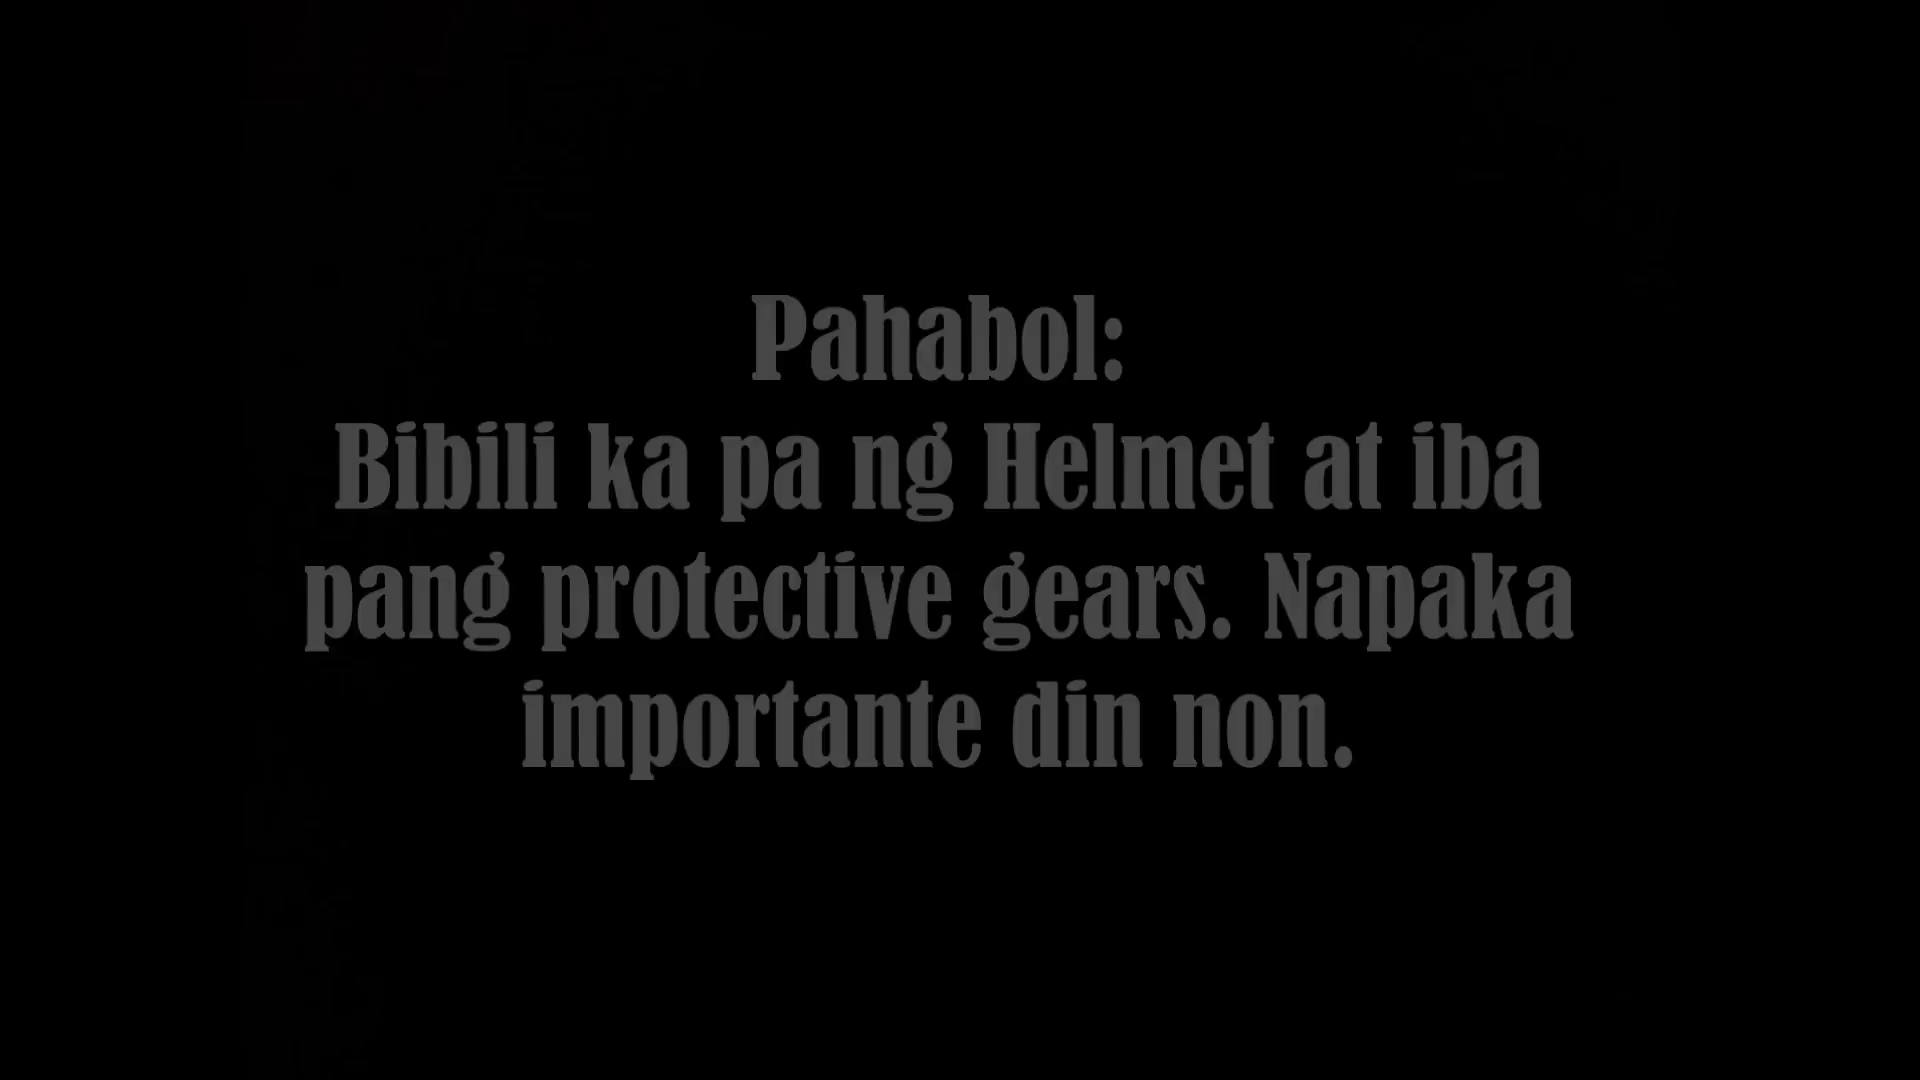 Pahabol:
Bibili ka pa ng Helmet at iba
pang protective gears. Napaka
importante din non.